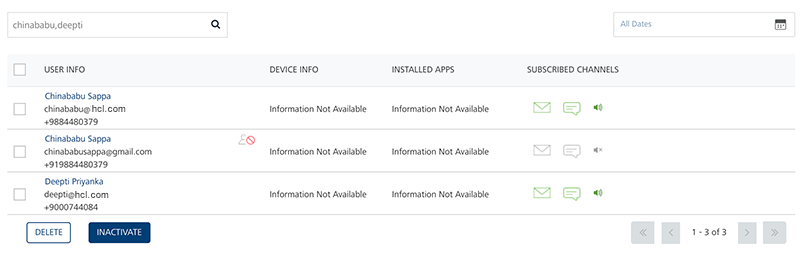 chinababu,deepti
All Dates
USER INFO DEVICE INFO INSTALLED APPS SUBSCRIBED CHANNELS
Chinababu Sappa
chinababu@hcl.com Information Not Available Information Not Available
+9884480379
Chinababu Sappa
chinababusappa@gmail.com Information Not Available Information Not Available
+919884480379
Deepti Priyanka
deepti@hcl.com Information Not Available Information Not Available
+9000744084
DELETE INACTIVATE 1 - 3 of 3